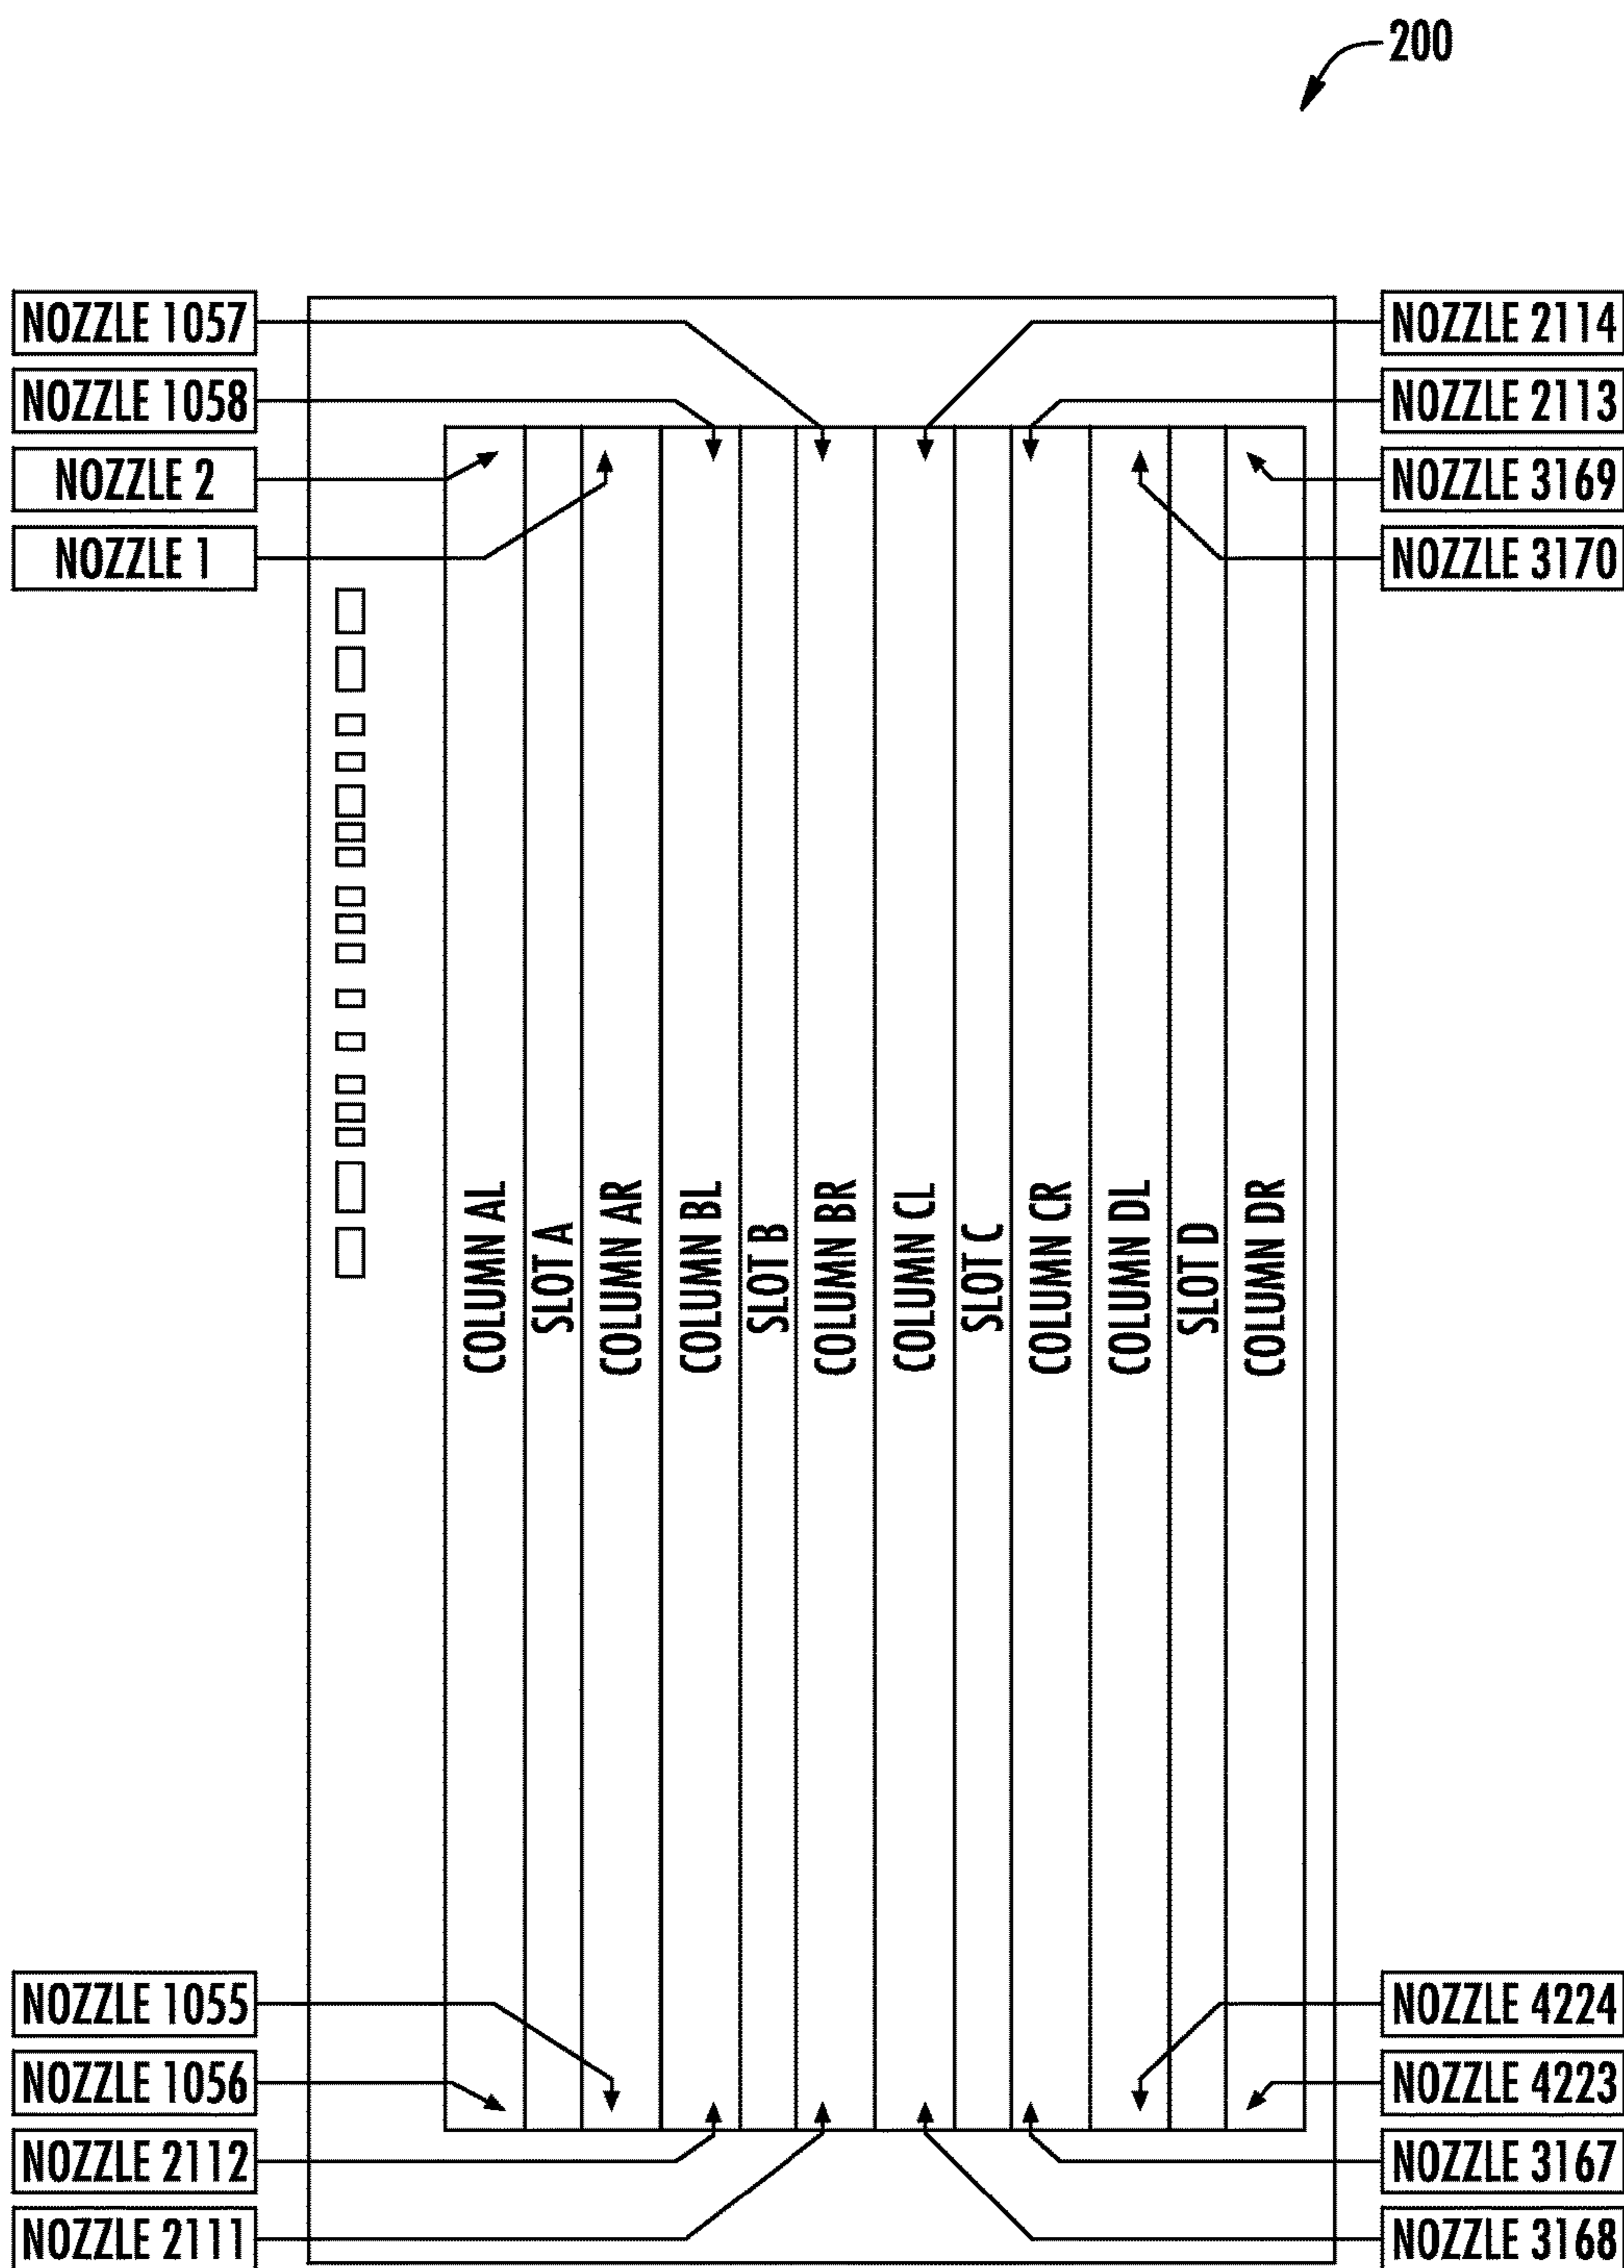 200
NOZZLE 1057
NOZZLE 1058
NOZZLE 2
NOZZLE 1
NOZZLE 2114
NOZZLE 2113
NOZZLE 3169
NOZZLE 3170
COLUMN AL
SLOT A
COLUMN AR
COLUMN BL
SLOT B
COLUMN BR
COLUMN CL
SLOT C
COLUMN CR
COLUMN DL
SLOT D
COLUMN DR
NOZZLE 1055
NOZZLE 1056
NOZZLE 2112
NOZZLE 2111
NOZZLE 4224
NOZZLE 4223
NOZZLE 3167
NOZZLE 3168